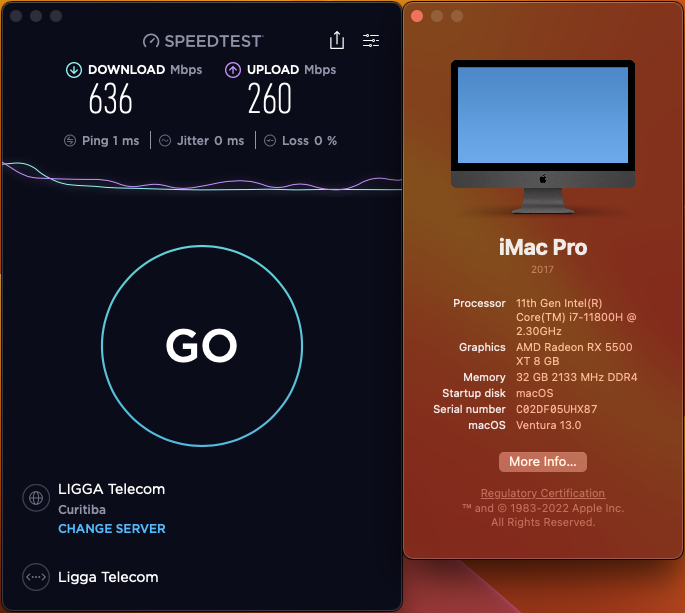 SPEEDTEST
DOWNLOAD Mbps
UPLOAD Mbps
636
260
Ping 1 ms
Jitter 0 ms
Loss 0 %
GO
LIGGA Telecom
Curitiba
CHANGE SERVER
Ligga Telecom
iMac Pro
2017
Processor 11th Gen Intel(R)
Core(TM) i7-11800H @
2.30GHz
Graphics AMD Radeon RX 5500
XT 8 GB
Memory 32 GB 2133 MHz DDR4
Startup disk macOS
Serial number C02DF05UHX87
macOS Ventura 13.0
More Info...
Regulatory Certification
™ and © 1983-2022 Apple Inc.
All Rights Reserved.